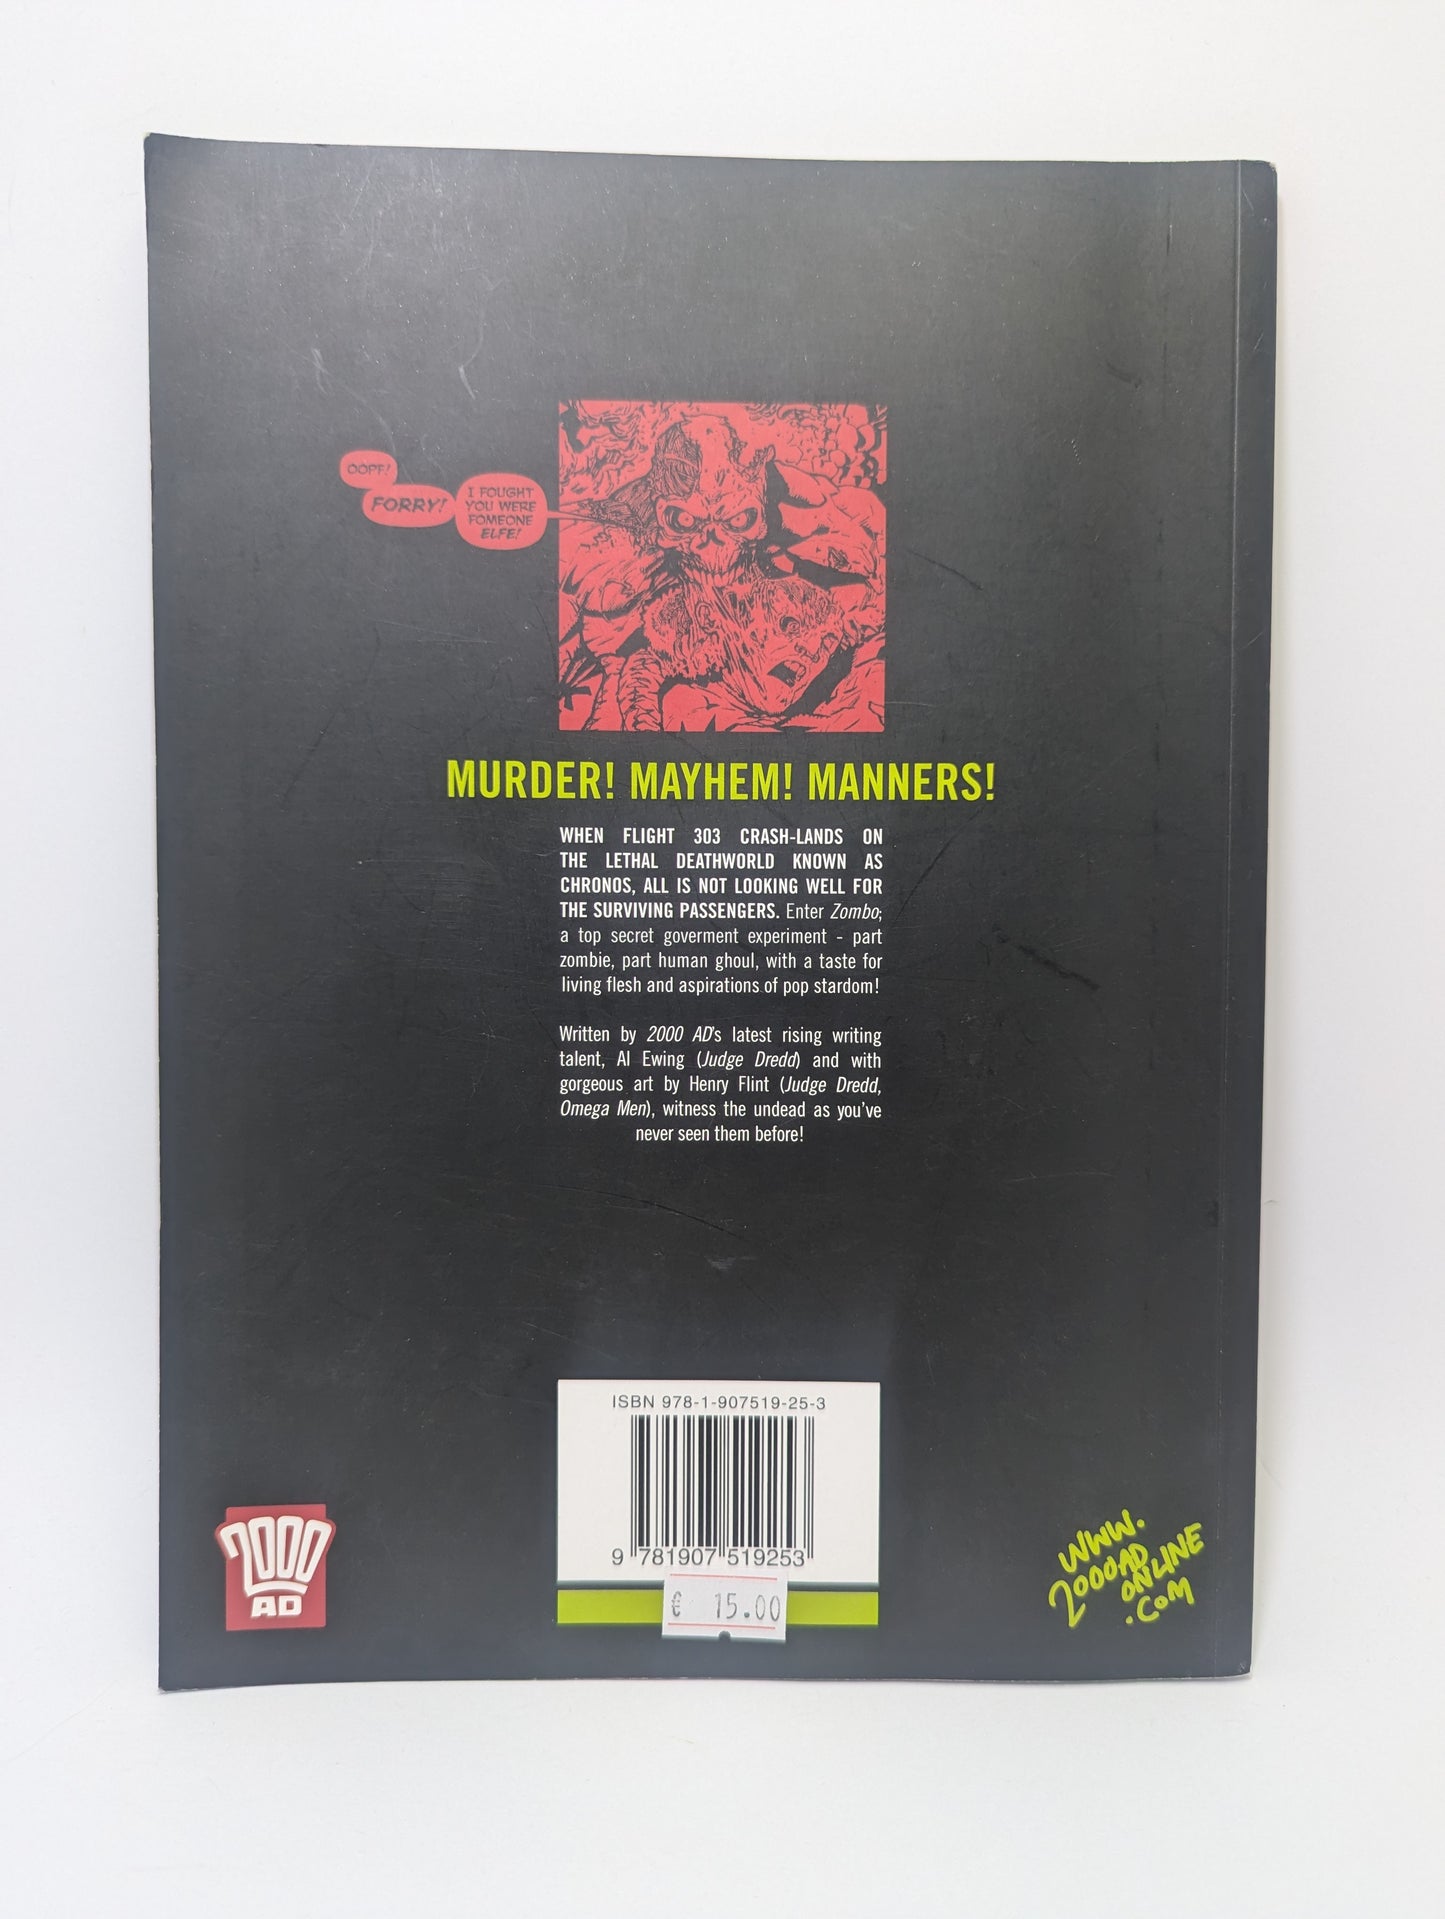 OOPF!
FORRY!
I FOUGHT
YOU WERE
FOMEONE
ELFE!
MURDER! MAYHEM! MANNERS!
WHEN FLIGHT 303 CRASH-LANDS ON
THE LETHAL DEATHWORLD KNOWN AS
CHRONOS, ALL IS NOT LOOKING WELL FOR
THE SURVIVING PASSENGERS. Enter Zombo;
a top secret goverment experiment - part
zombie, part human ghoul, with a taste for
living flesh and aspirations of pop stardom!
Written by 2000 AD's latest rising writing
talent, Al Ewing (Judge Dredd) and with
gorgeous art by Henry Flint (Judge Dredd,
Omega Men), witness the undead as you've
never seen them before!
ISBN 978-1-907519-25-3
9 781907 519253
€ 15.00
2000
AD
WWW.
2000AD
ONLINE
.COM